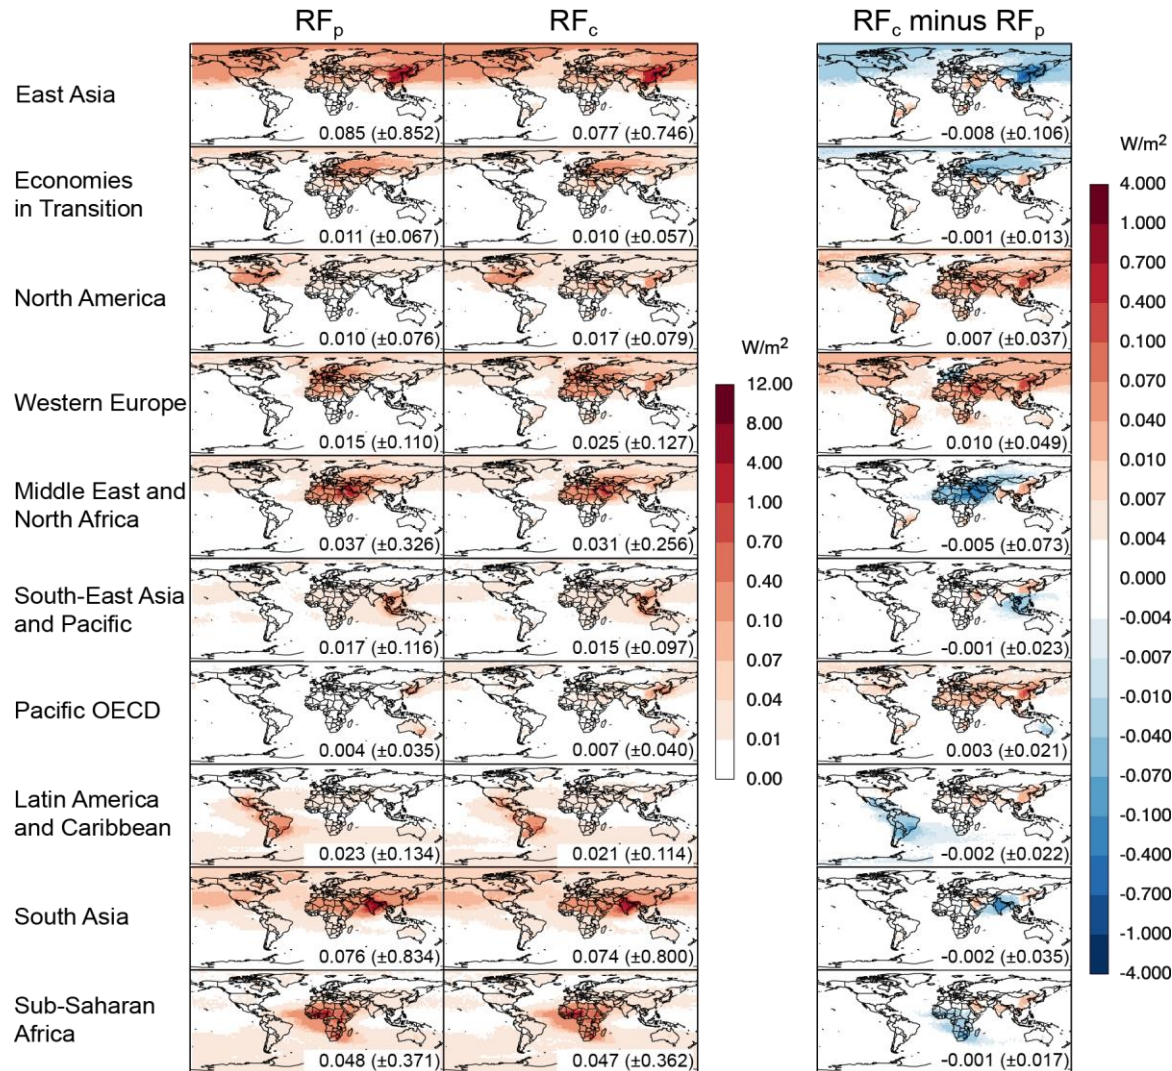 RFp RFc RFc minus RFp
East Asia
0.085 (±0.852) 0.077 (±0.746) -0.008 (±0.106)
Economies
in Transition
0.011 (±0.067) 0.010 (±0.057) -0.001 (±0.013)
North America
0.010 (±0.076) 0.017 (±0.079) 0.007 (±0.037)
Western Europe
0.015 (±0.110) 0.025 (±0.127) 0.010 (±0.049)
Middle East and
North Africa
0.037 (±0.326) 0.031 (±0.256) -0.005 (±0.073)
South-East Asia
and Pacific
0.017 (±0.116) 0.015 (±0.097) -0.001 (±0.023)
Pacific OECD
0.004 (±0.035) 0.007 (±0.040) 0.003 (±0.021)
Latin America
and Caribbean
0.023 (±0.134) 0.021 (±0.114) -0.002 (±0.022)
South Asia
0.076 (±0.834) 0.074 (±0.800) -0.002 (±0.035)
Sub-Saharan
Africa
0.048 (±0.371) 0.047 (±0.362) -0.001 (±0.017)
W/m²
12.00
8.00
4.00
1.00
0.70
0.40
0.10
0.07
0.04
0.01
0.00
W/m²
4.000
1.000
0.700
0.400
0.100
0.070
0.040
0.010
0.007
0.004
0.000
-0.004
-0.007
-0.010
-0.040
-0.070
-0.100
-0.400
-0.700
-1.000
-4.000